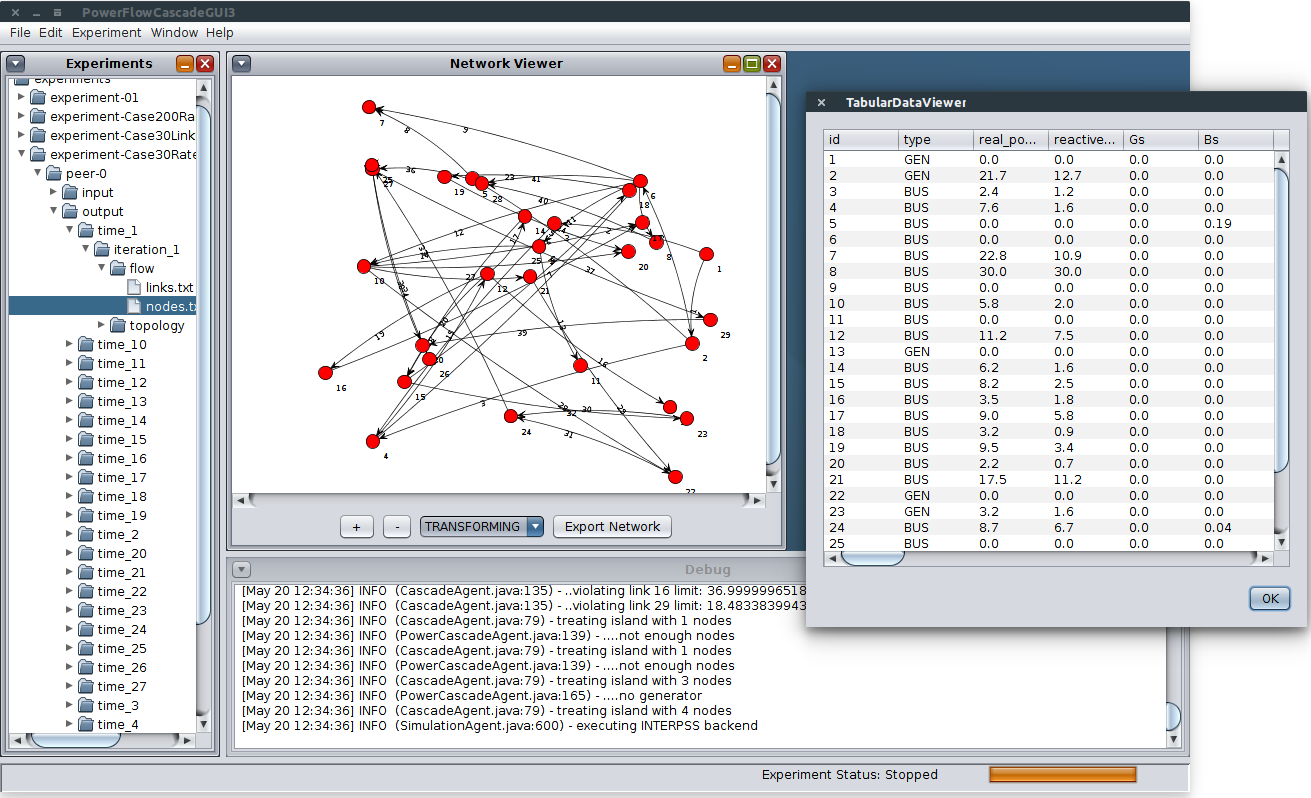 PowerFlowCascadeGUI3
File Edit Experiment Window Help
Experiments
experiments
experiment-01
experiment-Case200Ra
experiment-Case30Link
experiment-Case30Rate
peer-0
input
output
time_1
iteration_1
flow
links.txt
nodes.tx
topology
time_10
time_11
time_12
time_13
time_14
time_15
time_16
time_17
time_18
time_19
time_2
time_20
time_21
time_22
time_23
time_24
time_25
time_26
time_27
time_3
time_4
Network Viewer
7
8
9
36
25
27
19
5
28
23
41
40
6
18
12
14
2
8
1
20
10
12
21
37
29
39
2
16
26
15
11
3
4
24
30
32
31
23
22
+ - TRANSFORMING Export Network
Debug
[May 20 12:34:36] INFO (CascadeAgent.java:135) - ..violating link 16 limit: 36.9999996518
[May 20 12:34:36] INFO (CascadeAgent.java:135) - ..violating link 29 limit: 18.4833839943
[May 20 12:34:36] INFO (CascadeAgent.java:79) - treating island with 1 nodes
[May 20 12:34:36] INFO (PowerCascadeAgent.java:139) - ....not enough nodes
[May 20 12:34:36] INFO (CascadeAgent.java:79) - treating island with 1 nodes
[May 20 12:34:36] INFO (PowerCascadeAgent.java:139) - ....not enough nodes
[May 20 12:34:36] INFO (CascadeAgent.java:79) - treating island with 3 nodes
[May 20 12:34:36] INFO (PowerCascadeAgent.java:165) - ....no generator
[May 20 12:34:36] INFO (CascadeAgent.java:79) - treating island with 4 nodes
[May 20 12:34:36] INFO (SimulationAgent.java:600) - executing INTERPSS backend
TabularDataViewer
id type real_po... reactive... Gs Bs
1 GEN 0.0 0.0 0.0 0.0
2 GEN 21.7 12.7 0.0 0.0
3 BUS 2.4 1.2 0.0 0.0
4 BUS 7.6 1.6 0.0 0.0
5 BUS 0.0 0.0 0.0 0.19
6 BUS 0.0 0.0 0.0 0.0
7 BUS 22.8 10.9 0.0 0.0
8 BUS 30.0 30.0 0.0 0.0
9 BUS 0.0 0.0 0.0 0.0
10 BUS 5.8 2.0 0.0 0.0
11 BUS 0.0 0.0 0.0 0.0
12 BUS 11.2 7.5 0.0 0.0
13 GEN 0.0 0.0 0.0 0.0
14 BUS 6.2 1.6 0.0 0.0
15 BUS 8.2 2.5 0.0 0.0
16 BUS 3.5 1.8 0.0 0.0
17 BUS 9.0 5.8 0.0 0.0
18 BUS 3.2 0.9 0.0 0.0
19 BUS 9.5 3.4 0.0 0.0
20 BUS 2.2 0.7 0.0 0.0
21 BUS 17.5 11.2 0.0 0.0
22 GEN 0.0 0.0 0.0 0.0
23 GEN 3.2 1.6 0.0 0.0
24 BUS 8.7 6.7 0.0 0.04
25 BUS 0.0 0.0 0.0 0.0
OK
Experiment Status: Stopped